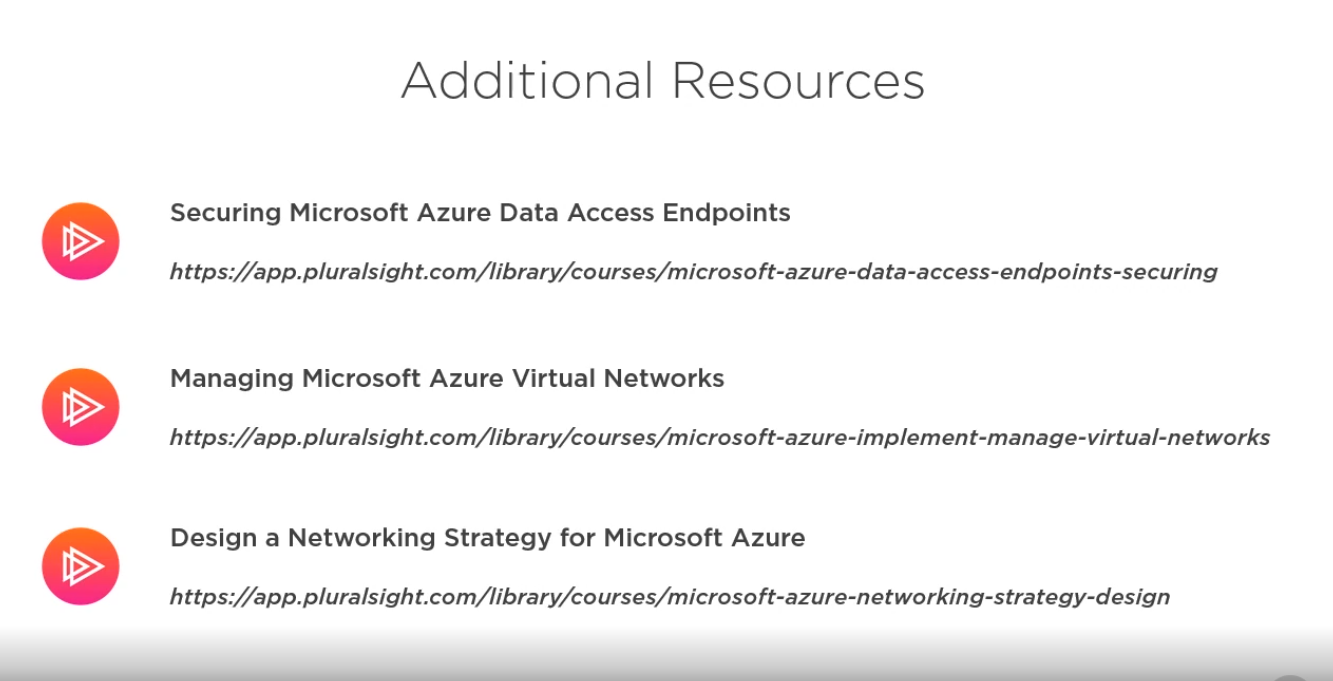 Additional Resources
Securing Microsoft Azure Data Access Endpoints
https://app.pluralsight.com/library/courses/microsoft-azure-data-access-endpoints-securing
Managing Microsoft Azure Virtual Networks
https://app.pluralsight.com/library/courses/microsoft-azure-implement-manage-virtual-networks
Design a Networking Strategy for Microsoft Azure
https://app.pluralsight.com/library/courses/microsoft-azure-networking-strategy-design